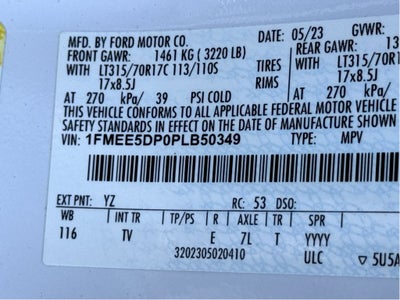 MFD. BY FORD MOTOR CO. 05/23 GVWR:
FRONT GAWR: 1461 KG (3220 LB) REAR GAWR:
WITH LT315/70R17C 113/110S TIRES WITH LT315/70R
17x8.5J RIMS 17x8.5J
AT 270 kPa/ 39 PSI COLD AT 270 kPa/
THIS VEHICLE CONFORMS TO ALL APPLICABLE FEDERAL MOTOR VEHICLE
SAFETY STANDARDS IN EFFECT ON THE DATE OF MANUFACTURE SHOWN
VIN: 1FMEE5DP0PLB50349 TYPE: MPV
EXT PNT: YZ RC: 53 DSO:
WB INT TR TP/PS R AXLE TR SPR
116 TV E 7L T YYYY
3202305020410 ULC 5U5A